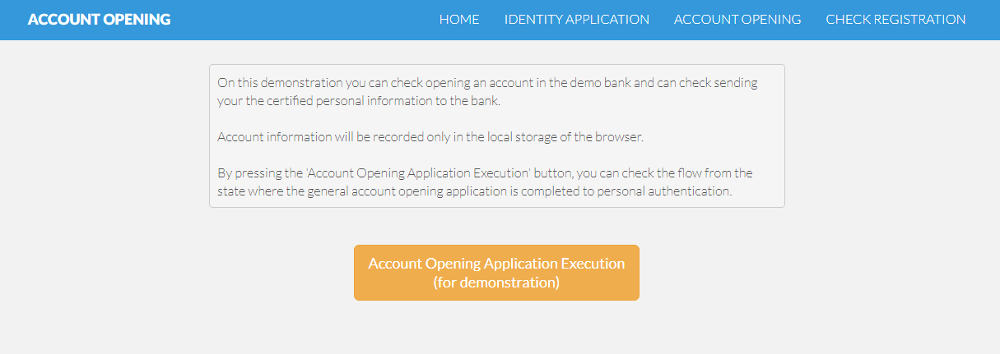 ACCOUNT OPENING
HOME
IDENTITY APPLICATION
ACCOUNT OPENING
CHECK REGISTRATION
On this demonstration you can check opening an account in the demo bank and can check sending
your the certified personal information to the bank.
Account information will be recorded only in the local storage of the browser.
By pressing the 'Account Opening Application Execution' button, you can check the flow from the
state where the general account opening application is completed to personal authentication.
Account Opening Application Execution
(for demonstration)